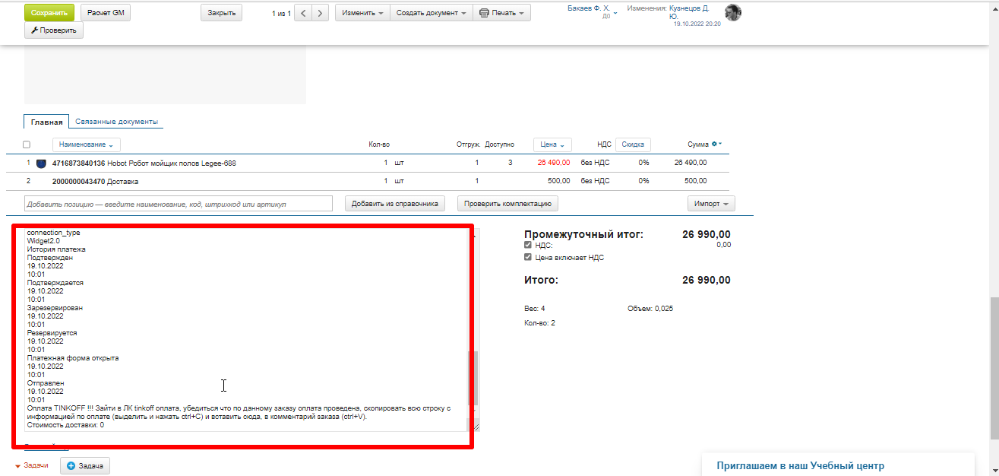 Сохранить Расчет GM Закрыть 1 из 1 Изменить Создать документ Печать Бакаев Ф. Х. Изменения: Кузнецов Д.
ДО Ю.
19.10.2022 20:20
Проверить
Главная Связанные документы
Наименование Кол-во Отгруж. Доступно Цена НДС Скидка Сумма
1 4716873840136 Hobot Робот мойщик полов Legee-688 1 шт 1 3 26 490,00 без НДС 0% 26 490,00
2 2000000043470 Доставка 1 шт 1 500,00 без НДС 0% 500,00
Добавить позицию — введите наименование, код, штрихкод или артикул Добавить из справочника Проверить комплектацию Импорт
connection_type
Widget2.0
История платежа
Подтвержден
19.10.2022
10:01
Подтверждается
19.10.2022
10:01
Зарезервирован
19.10.2022
10:01
Резервируется
19.10.2022
10:01
Платежная форма открыта
19.10.2022
10:01
Отправлен
19.10.2022
10:01
Оплата TINKOFF !!! Зайти в ЛК tinkoff оплата, убедиться что по данному заказу оплата проведена, скопировать всю строку с
информацией по оплате (выделить и нажать ctrl+C) и вставить сюда, в комментарий заказа (ctrl+V).
Стоимость доставки: 0
Промежуточный итог: 26 990,00
НДС: 0,00
Цена включает НДС
Итого: 26 990,00
Вес: 4 Объем: 0,025
Кол-во: 2
Задачи Задача
Приглашаем в наш Учебный центр